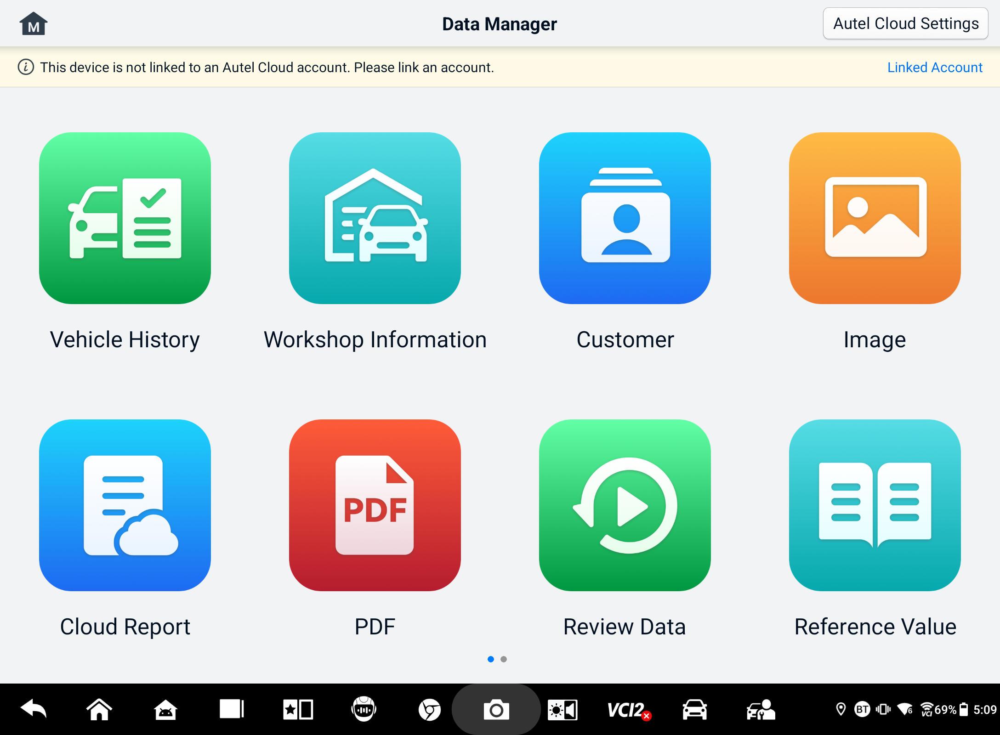 M
Data Manager
Autel Cloud Settings
This device is not linked to an Autel Cloud account. Please link an account.
Linked Account
Vehicle History
Workshop Information
Customer
Image
PDF
Cloud Report
PDF
Review Data
Reference Value
VCI2
BT
6
VCI
69%
5:09